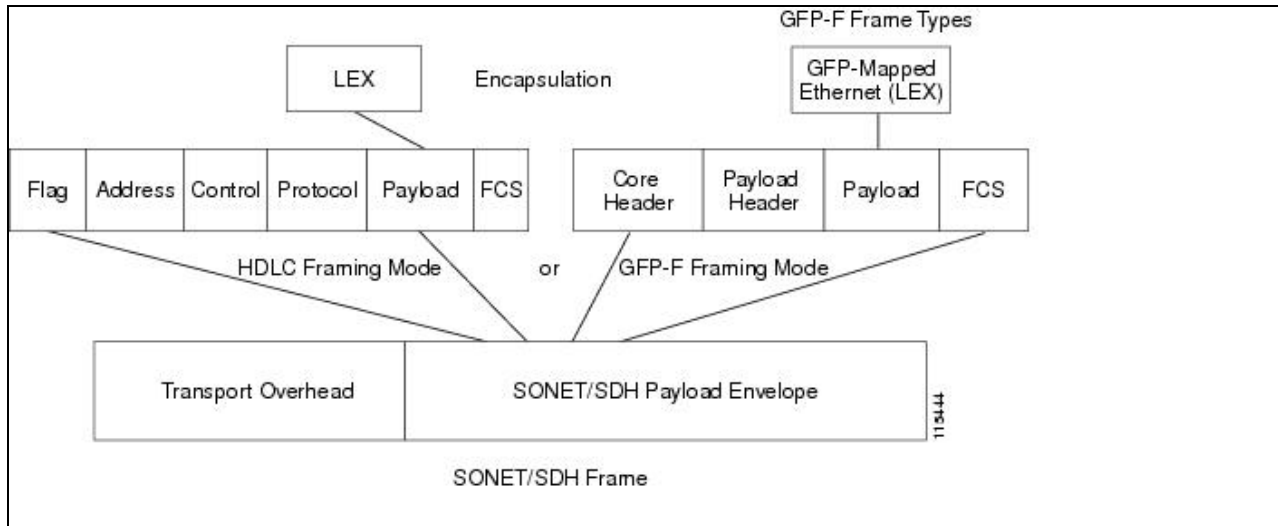 GFP-F Frame Types
LEX
Encapsulation
GFP-Mapped
Ethernet (LEX)
Flag
Address
Control
Protocol
Payload
FCS
Core
Header
Payload
Header
Payload
FCS
HDLC Framing Mode
or
GFP-F Framing Mode
Transport Overhead
SONET/SDH Payload Envelope
115444
SONET/SDH Frame